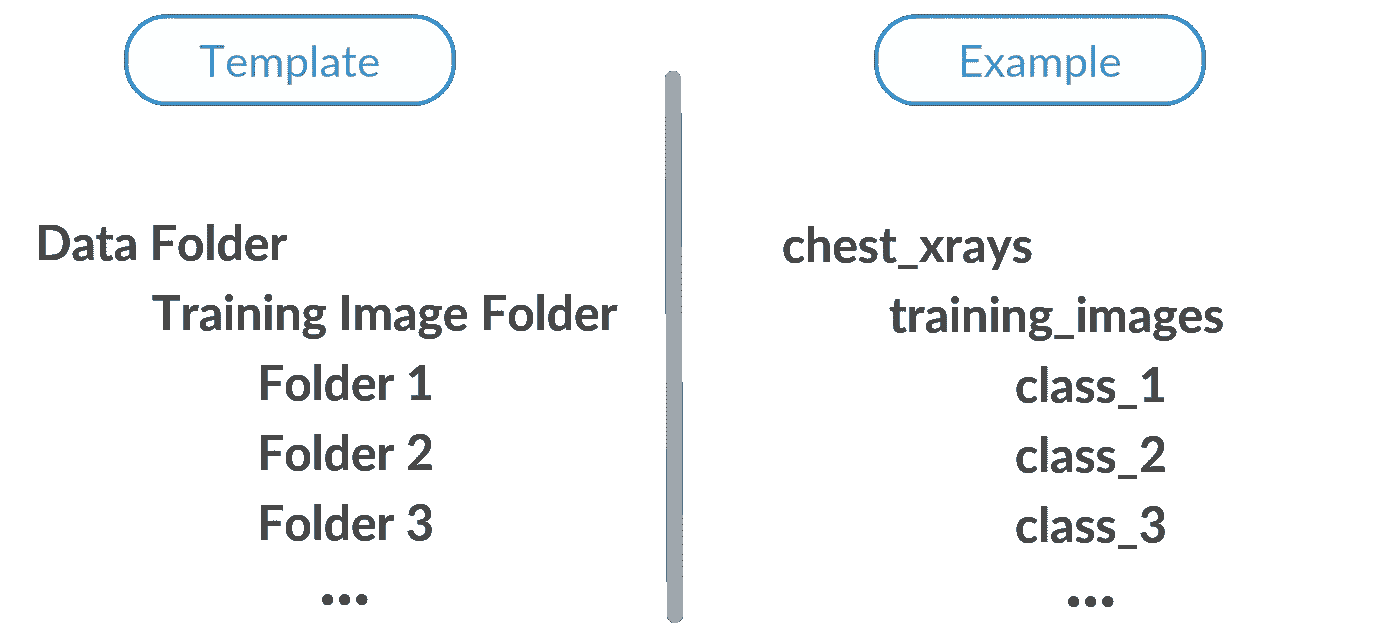 Template
Data Folder
Training Image Folder
Folder 1
Folder 2
Folder 3
...
Example
chest_xrays
training_images
class_1
class_2
class_3
...